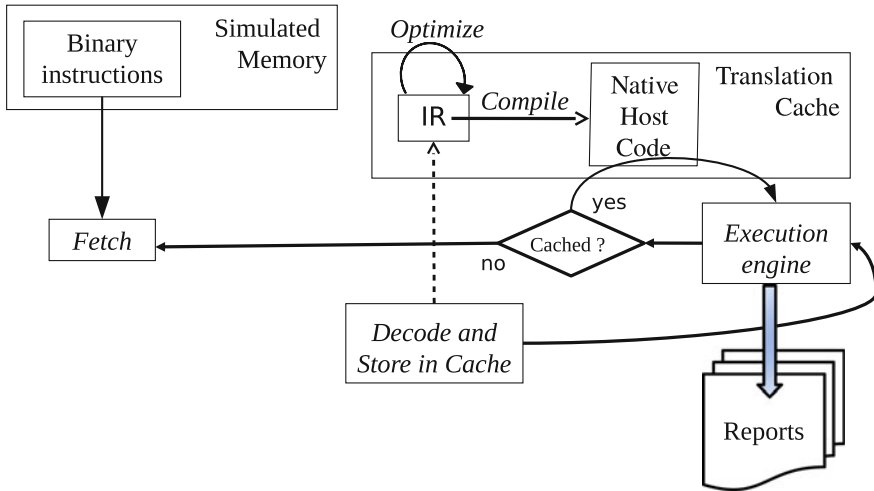 Simulated
Memory
Binary
instructions
Optimize
IR
Compile
Native
Host
Code
Translation
Cache
Fetch
no
Cached ?
yes
Execution
engine
Decode and
Store in Cache
Reports